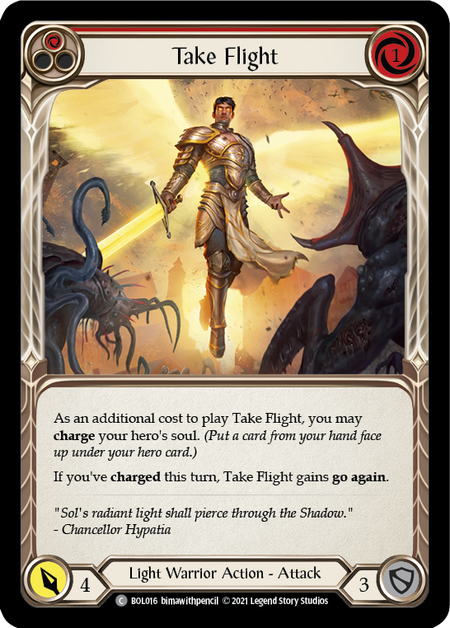 Take Flight
1
As an additional cost to play Take Flight, you may
charge your hero's soul. (Put a card from your hand face
up under your hero card.)
If you've charged this turn, Take Flight gains go again.
"Sol's radiant light shall pierce through the Shadow."
- Chancellor Hypatia
4
Light Warrior Action - Attack
3
C BOL016 bimawithpencil © 2021 Legend Story Studios